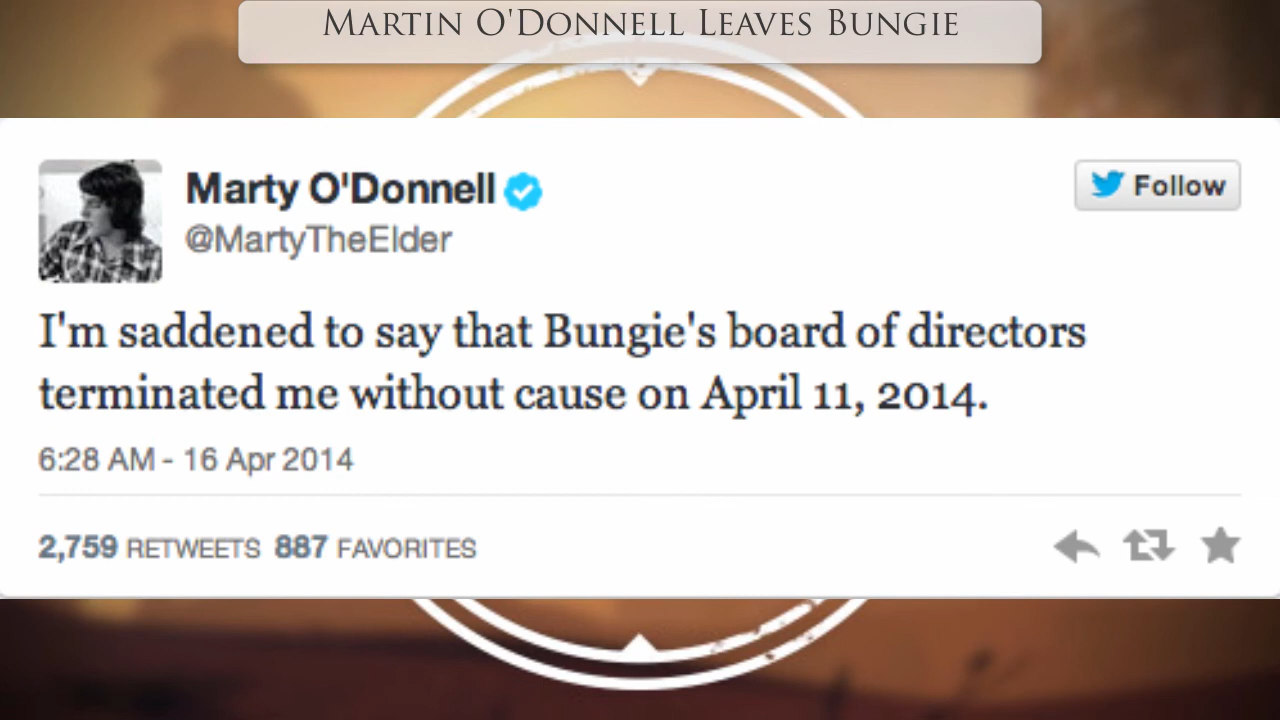 Martin O'Donnell Leaves Bungie
Marty O'Donnell
Follow
@MartyTheElder
I'm saddened to say that Bungie's board of directors
terminated me without cause on April 11, 2014.
6:28 AM - 16 Apr 2014
2,759 RETWEETS 887 FAVORITES